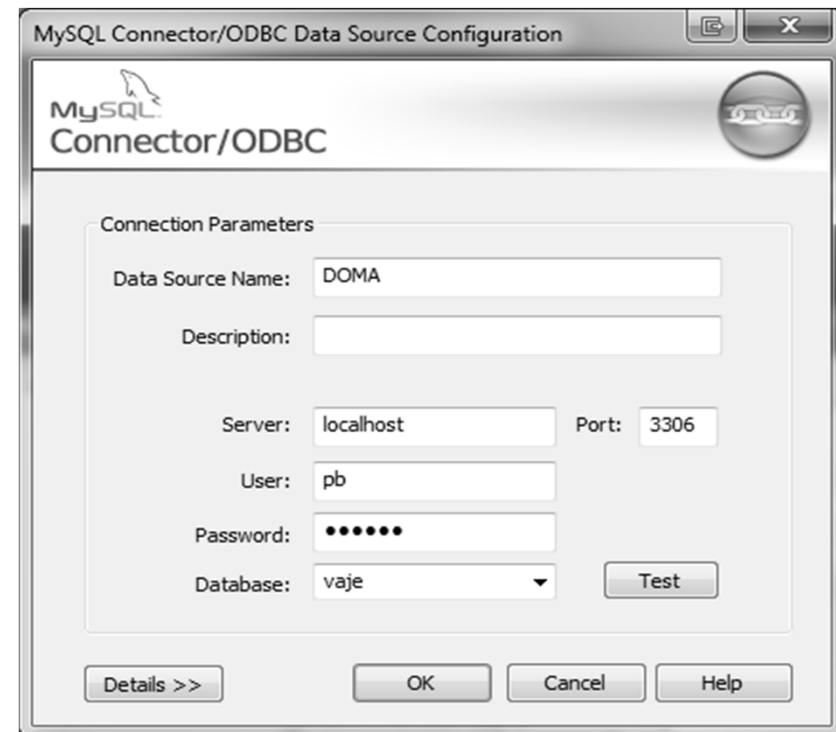 MySQL Connector/ODBC Data Source Configuration
MySQL
Connector/ODBC
Connection Parameters
Data Source Name: DOMA
Description:
Server: localhost Port: 3306
User: pb
Password: ••••••
Database: vaje Test
Details >> OK Cancel Help